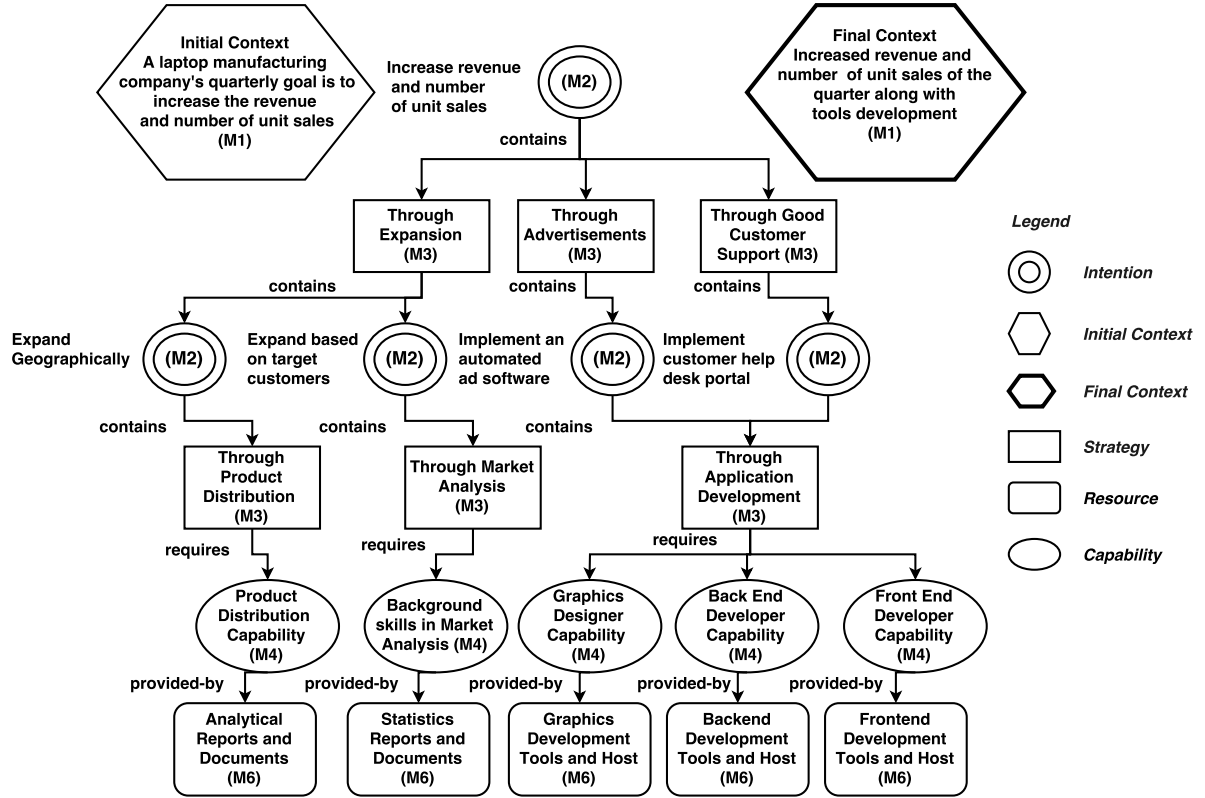 Initial Context
A laptop manufacturing
company's quarterly goal is to
increase the revenue
and number of unit sales
(M1)
Increase revenue
and number
of unit sales
(M2)
Final Context
Increased revenue and
number of unit sales of the
quarter along with
tools development
(M1)
contains
Through
Expansion
(M3)
Through
Advertisements
(M3)
Through Good
Customer
Support (M3)
Legend
Intention
Initial Context
Final Context
Strategy
Resource
Capability
contains
contains
contains
Expand
Geographically
(M2)
Expand based
on target
customers
(M2)
Implement an
automated
ad software
(M2)
Implement
customer help
desk portal
(M2)
contains
contains
contains
Through
Product
Distribution
(M3)
Through Market
Analysis
(M3)
Through
Application
Development
(M3)
requires
requires
requires
Product
Distribution
Capability
(M4)
Background
skills in Market
Analysis (M4)
Graphics
Designer
Capability
(M4)
Back End
Developer
Capability
(M4)
Front End
Developer
Capability
(M4)
provided-by
provided-by
provided-by
provided-by
provided-by
Analytical
Reports and
Documents
(M6)
Statistics
Reports and
Documents
(M6)
Graphics
Development
Tools and Host
(M6)
Backend
Development
Tools and Host
(M6)
Frontend
Development
Tools and Host
(M6)